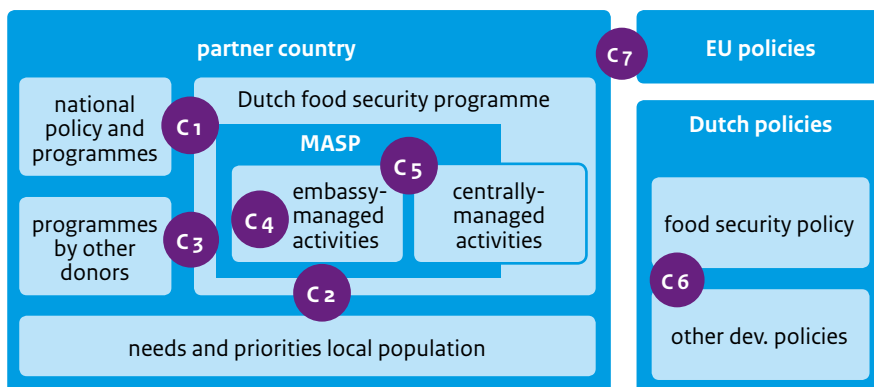 partner country
C7
EU policies
national
policy and
programmes
C1
Dutch food security programme
MASP
C5
Dutch policies
C4
embassy-
managed
activities
centrally-
managed
activities
food security policy
programmes
by other
donors
C3
C2
C6
needs and priorities local population
other dev. policies